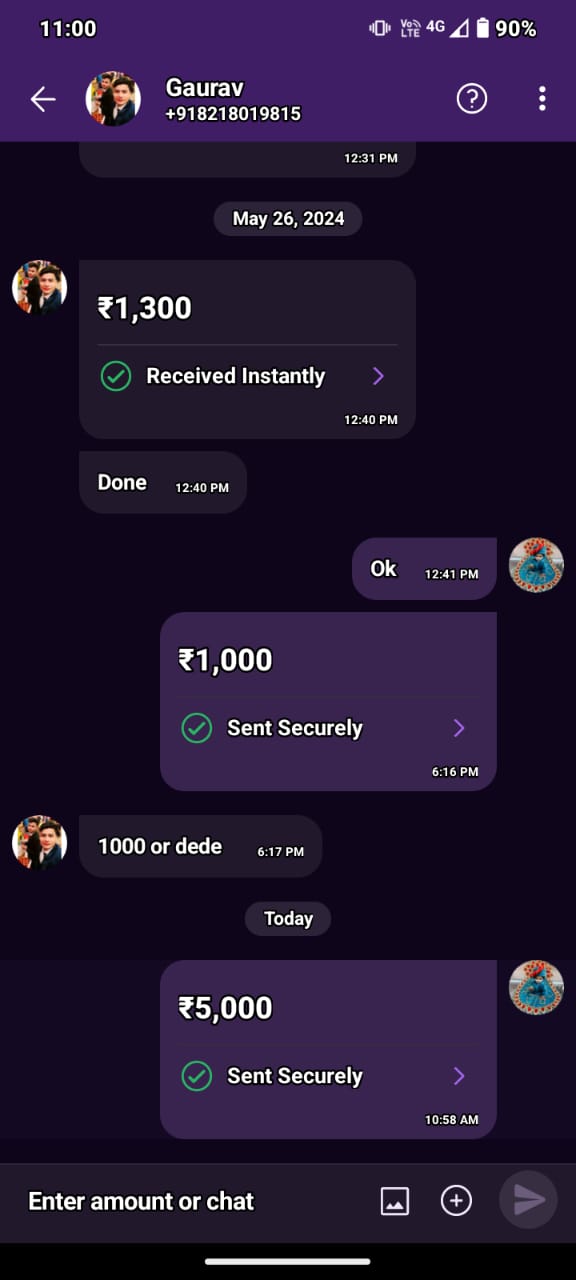 11:00
Vo)) LTE 4G 90%
Gaurav
+918218019815
12:31 PM
May 26, 2024
₹1,300
Received Instantly
12:40 PM
Done 12:40 PM
Ok 12:41 PM
₹1,000
Sent Securely
6:16 PM
1000 or dede 6:17 PM
Today
₹5,000
Sent Securely
10:58 AM
Enter amount or chat